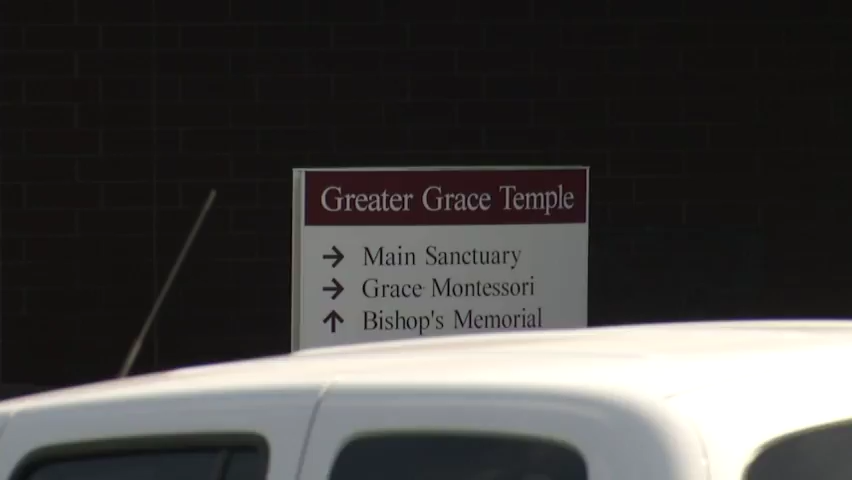 Greater Grace Temple
→ Main Sanctuary
→ Grace Montessori
↑ Bishop's Memorial